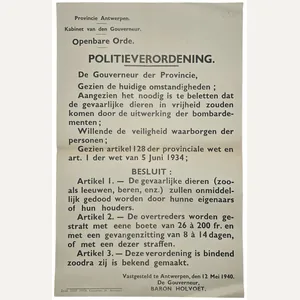 Provincie Antwerpen.
Kabinet van den Gouverneur.
Openbare Orde.
POLITIEVERORDENING.
De Gouverneur der Provincie,
Gezien de huidige omstandigheden ;
Aangezien het noodig is te beletten dat
de gevaarlijke dieren in vrijheid zouden
komen door de uitwerking der bombarde-
menten ;
Willende de veiligheid waarborgen der
personen ;
Gezien artikel 128 der provinciale wet en
art. 1 der wet van 5 Juni 1934 ;
BESLUIT :
Artikel 1. — De gevaarlijke dieren (zoo-
als leeuwen, beren, enz.) zullen onmiddel-
lijk gedood worden door hunne eigenaars
of hun houders.
Artikel 2. — De overtreders worden ge-
straft met eene boete van 26 à 200 fr. en
met een gevangenzitting van 8 à 14 dagen,
of met een dezer straffen.
Artikel 3. — Deze verordening is bindend
zoodra zij is bekend gemaakt.
Vastgesteld te Antwerpen, den 12 Mei 1940.
De Gouverneur,
BARON HOLVOET.